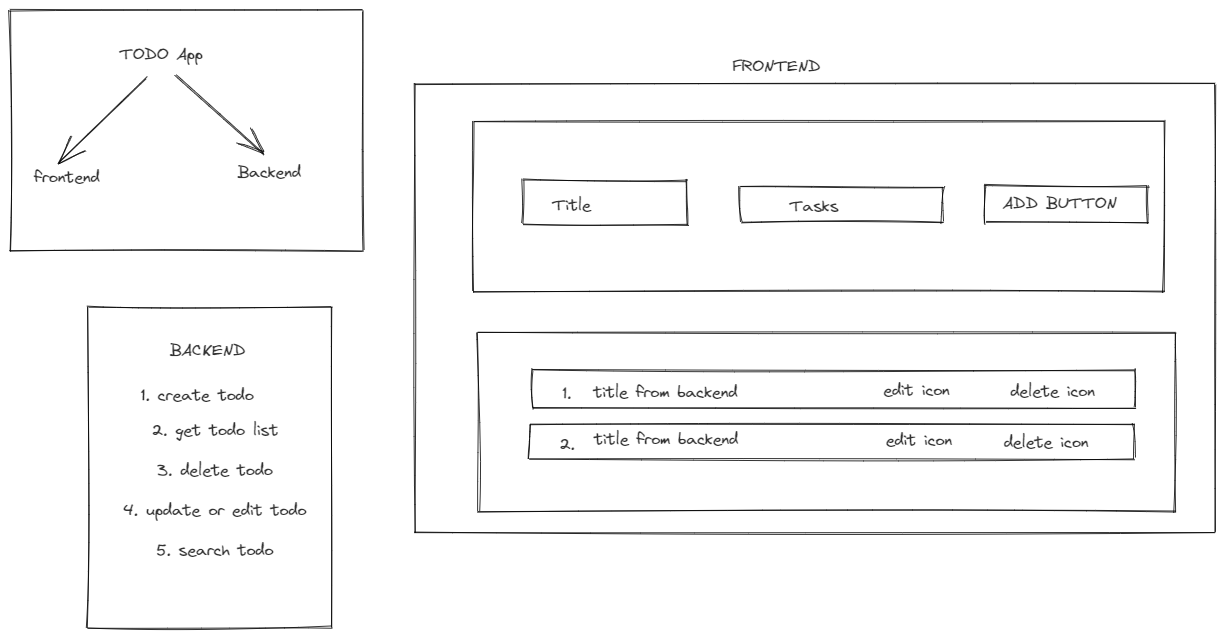 TODO App
frontend
Backend
BACKEND
1. create todo
2. get todo list
3. delete todo
4. update or edit todo
5. search todo
FRONTEND
Title Tasks ADD BUTTON
1. title from backend edit icon delete icon
2. title from backend edit icon delete icon